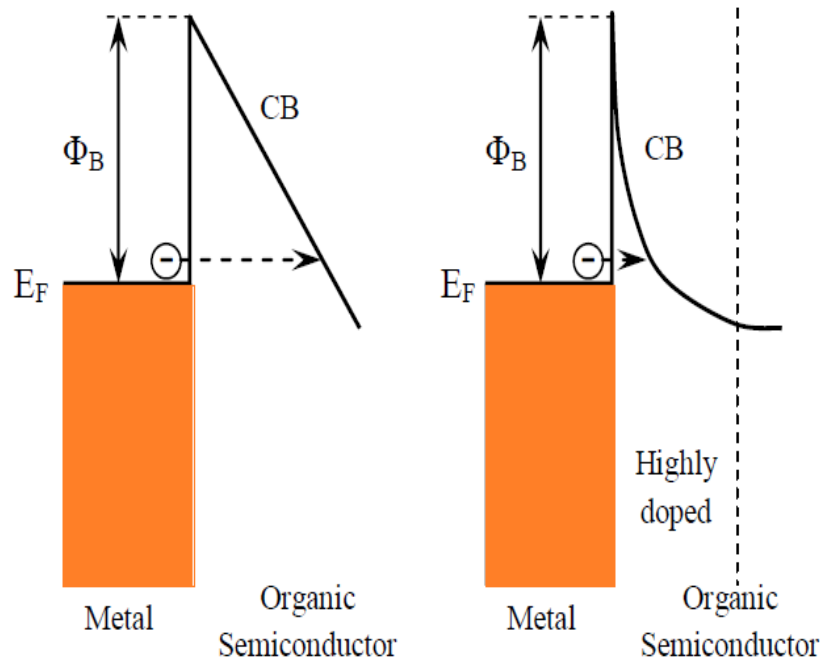 CB
Φ_B
E_F
Metal
Organic
Semiconductor
CB
Φ_B
E_F
Highly
doped
Metal
Organic
Semiconductor